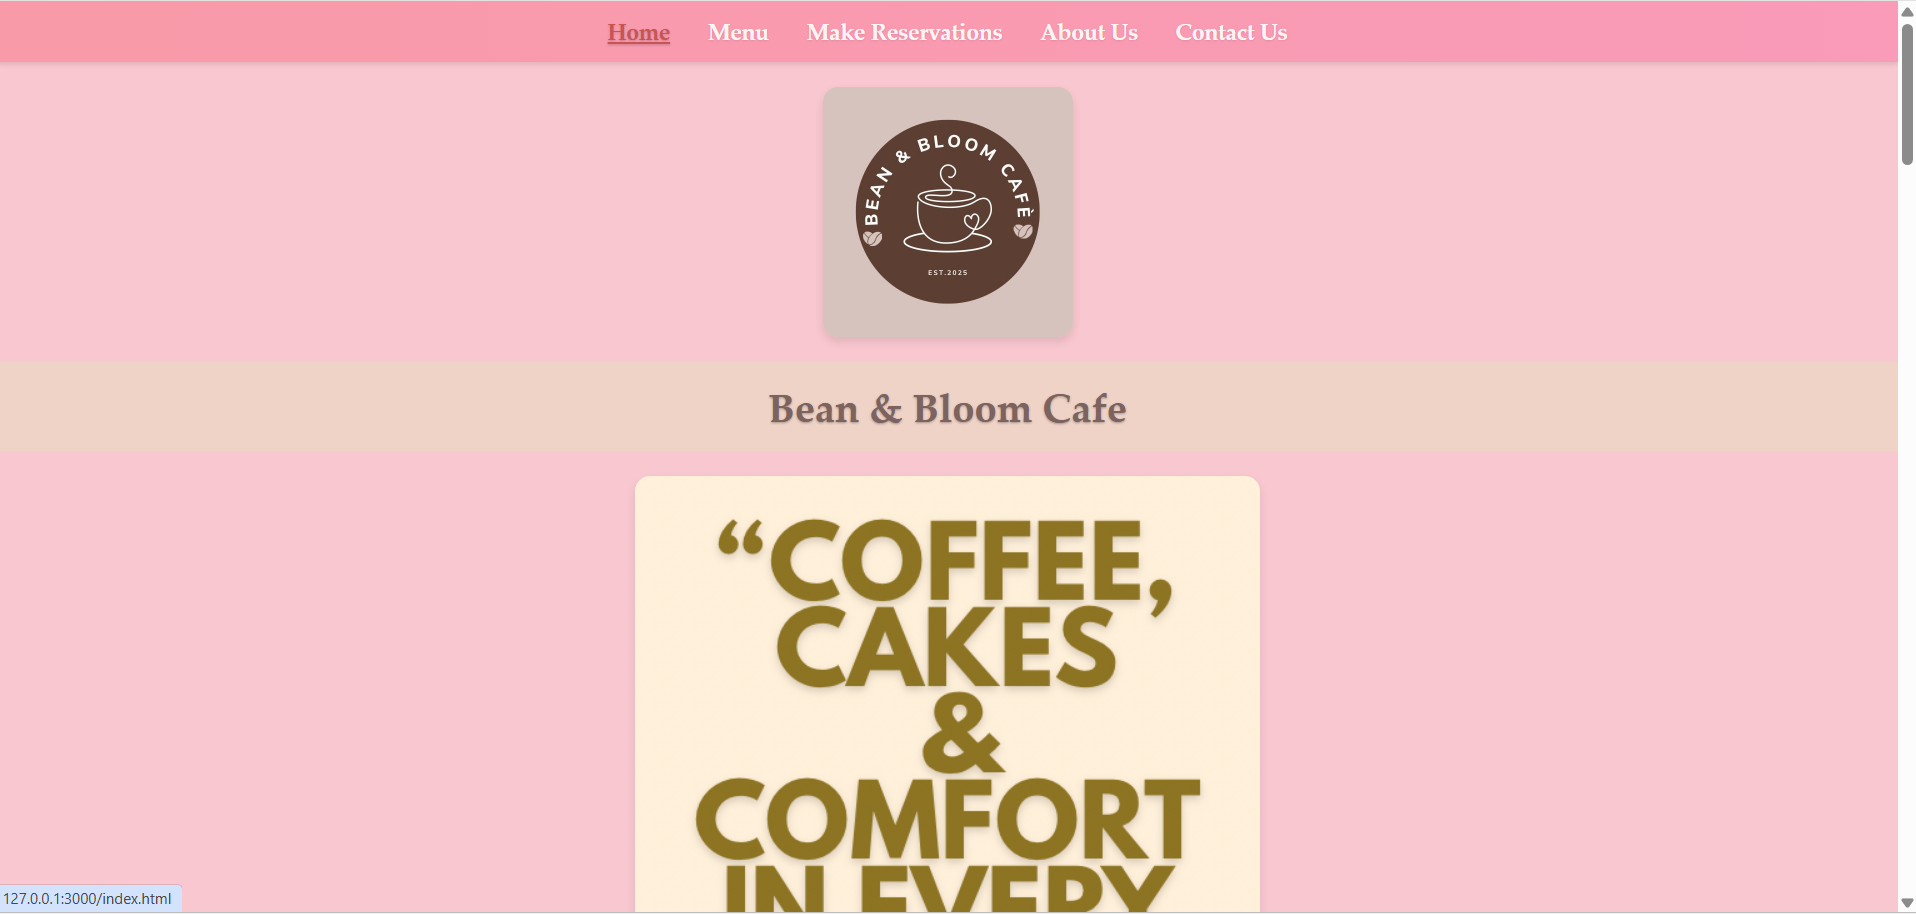 Home Menu Make Reservations About Us Contact Us
BEAN & BLOOM CAFÈ
EST.2025
Bean & Bloom Cafe
“COFFEE,
CAKES
&
COMFORT
IN EVERY
127.0.0.1:3000/index.html